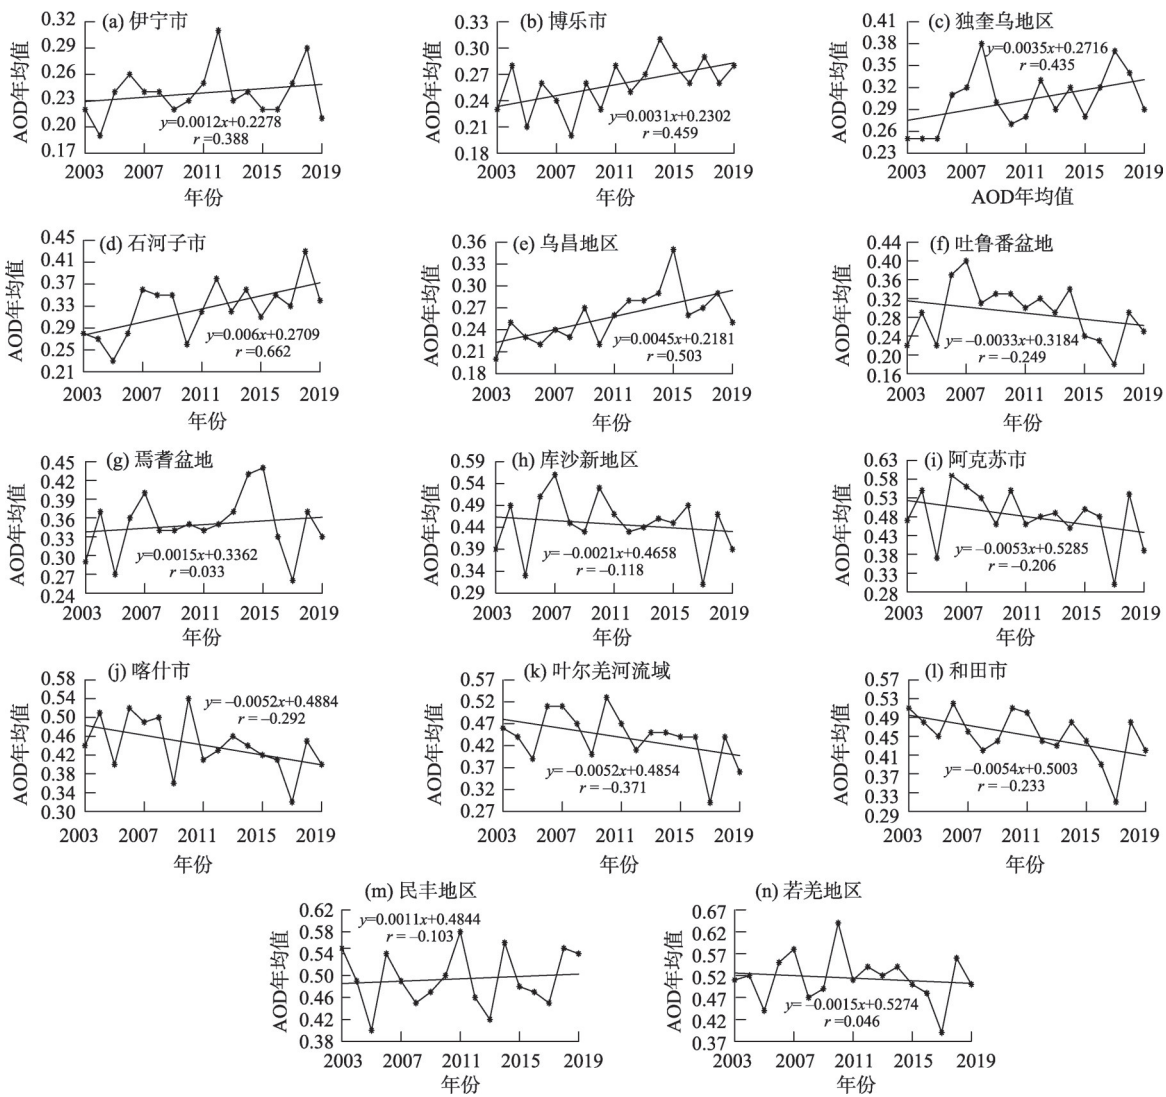 (a) 伊宁市
AOD年均值
0.32
0.29
0.26
0.23
0.20
0.17
y=0.0012x+0.2278
r =0.388
2003 2007 2011 2015 2019
年份
(b) 博乐市
AOD年均值
0.33
0.30
0.27
0.24
0.21
0.18
y=0.0031x+0.2302
r =0.459
2003 2007 2011 2015 2019
年份
(c) 独奎乌地区
AOD年均值
0.41
0.38
0.35
0.32
0.29
0.26
0.23
y=0.0035x+0.2716
r =0.435
2003 2007 2011 2015 2019
AOD年均值
(d) 石河子市
AOD年均值
0.45
0.41
0.37
0.33
0.29
0.25
0.21
y=0.006x+0.2709
r =0.662
2003 2007 2011 2015 2019
年份
(e) 乌昌地区
AOD年均值
0.36
0.33
0.30
0.27
0.24
0.21
0.18
y=0.0045x+0.2181
r =0.503
2003 2007 2011 2015 2019
年份
(f) 吐鲁番盆地
AOD年均值
0.44
0.40
0.36
0.32
0.28
0.24
0.20
0.16
y= –0.0033x+0.3184
r = –0.249
2003 2007 2011 2015 2019
年份
(g) 焉耆盆地
AOD年均值
0.45
0.42
0.39
0.36
0.33
0.30
0.27
0.24
y=0.0015x+0.3362
r =0.033
2003 2007 2011 2015 2019
年份
(h) 库沙新地区
AOD年均值
0.59
0.54
0.49
0.44
0.39
0.34
0.29
y= –0.0021x+0.4658
r = –0.118
2003 2007 2011 2015 2019
年份
(i) 阿克苏市
AOD年均值
0.63
0.58
0.53
0.48
0.43
0.38
0.33
0.28
y= –0.0053x+0.5285
r = –0.206
2003 2007 2011 2015 2019
年份
(j) 喀什市
AOD年均值
0.58
0.54
0.50
0.46
0.42
0.38
0.34
0.30
y= –0.0052x+0.4884
r = –0.292
2003 2007 2011 2015 2019
年份
(k) 叶尔羌河流域
AOD年均值
0.57
0.52
0.47
0.42
0.37
0.32
0.27
y= –0.0052x+0.4854
r = –0.371
2003 2007 2011 2015 2019
年份
(l) 和田市
AOD年均值
0.57
0.53
0.49
0.45
0.41
0.37
0.33
0.29
y= –0.0054x+0.5003
r = –0.233
2003 2007 2011 2015 2019
年份
(m) 民丰地区
AOD年均值
0.62
0.58
0.54
0.50
0.46
0.42
0.38
y=0.0011x+0.4844
r = –0.103
2003 2007 2011 2015 2019
年份
(n) 若羌地区
AOD年均值
0.67
0.62
0.57
0.52
0.47
0.42
0.37
y= –0.0015x+0.5274
r =0.046
2003 2007 2011 2015 2019
年份